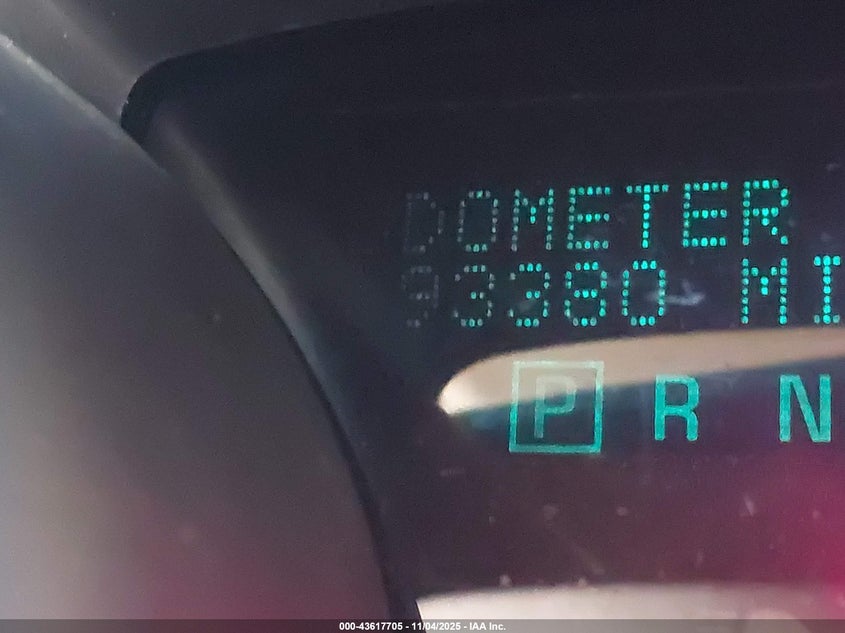 DOMETER
93380 MI
P R N
000-43617705 - 11/04/2025 - IAA Inc.